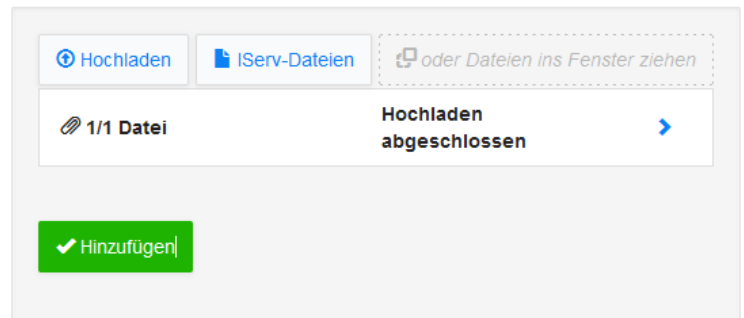 Hochladen IServ-Dateien oder Dateien ins Fenster ziehen
1/1 Datei Hochladen abgeschlossen
Hinzufügen